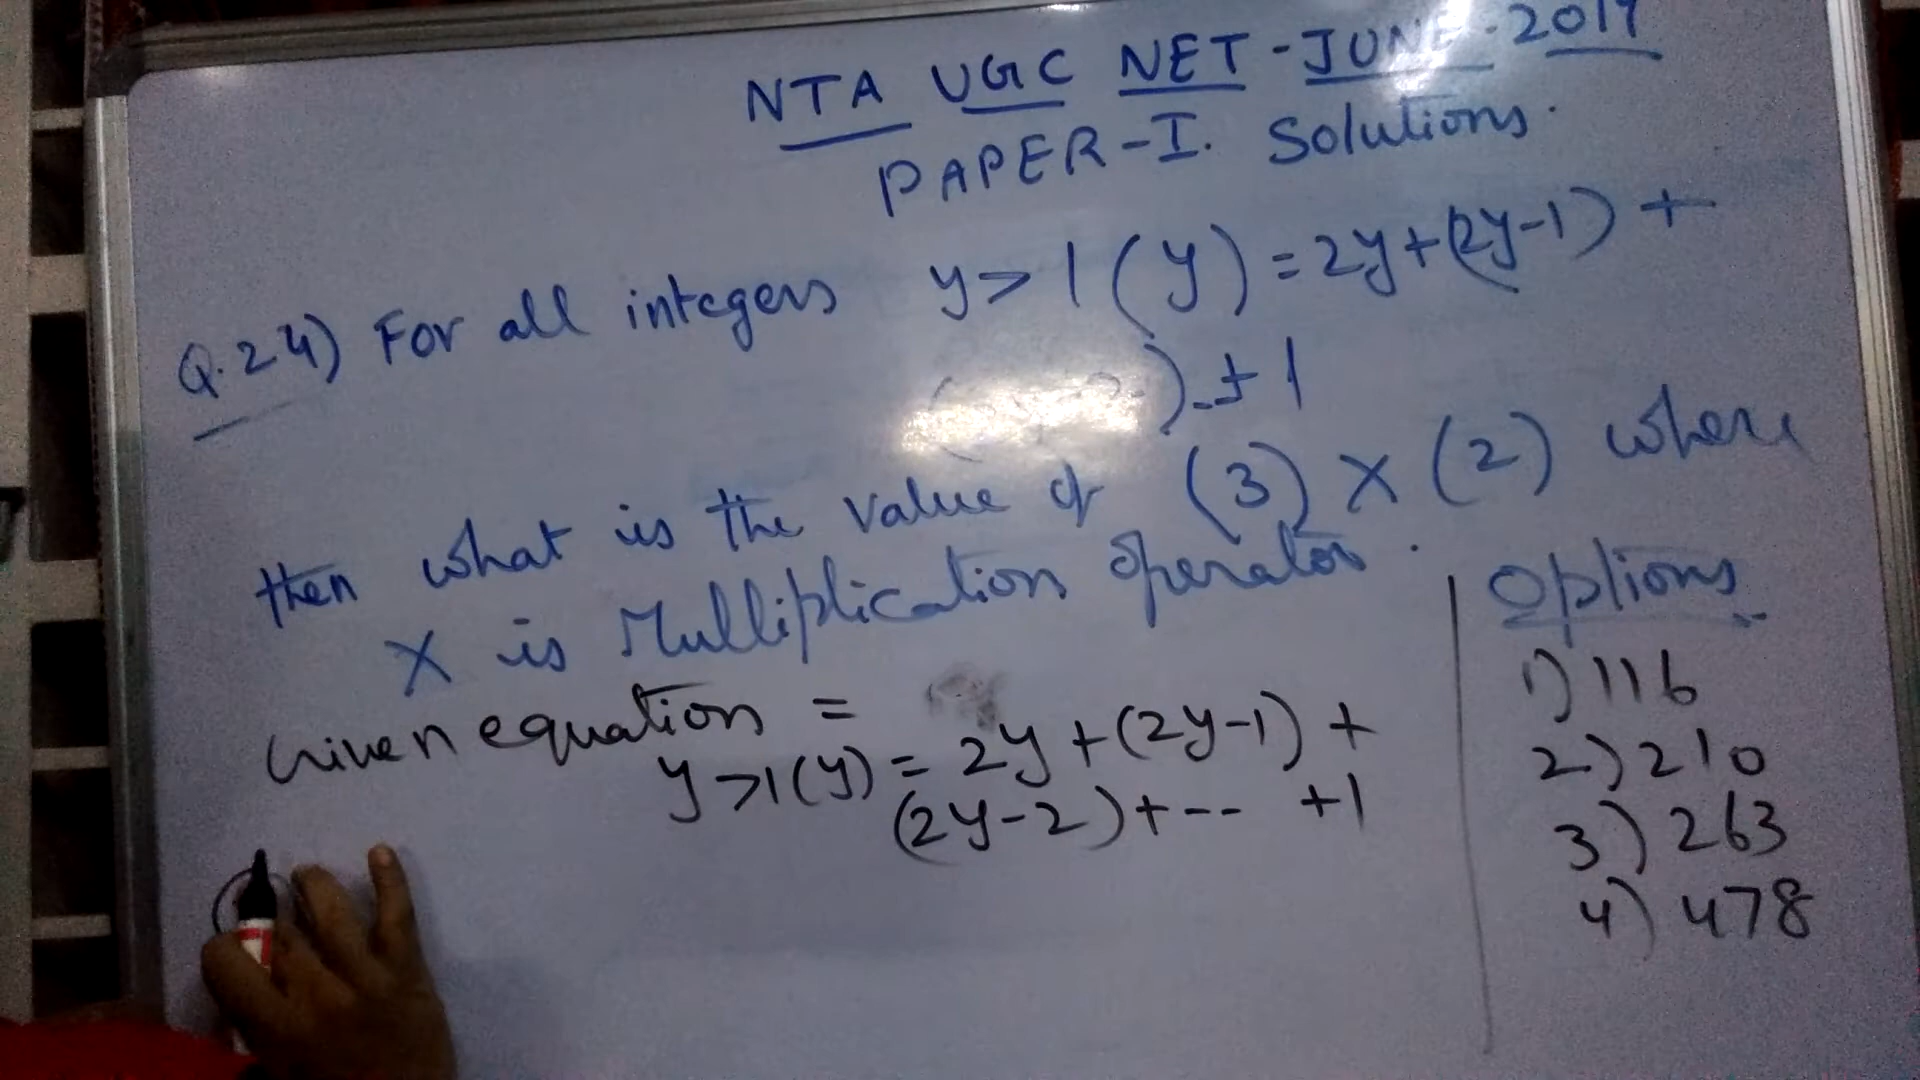 NTA UGC NET - JUNE - 2019
PAPER - I. Solutions.
Q.24) For all integers y > 1 (y) = 2y + (2y-1) +
) .. + 1
then what is the value of (3) x (2) where
X is Multiplication operator.
Given equation =
y >1(y) = 2y + (2y-1) +
(2y-2) + --- +1
Options
1) 116
2) 210
3) 263
4) 478